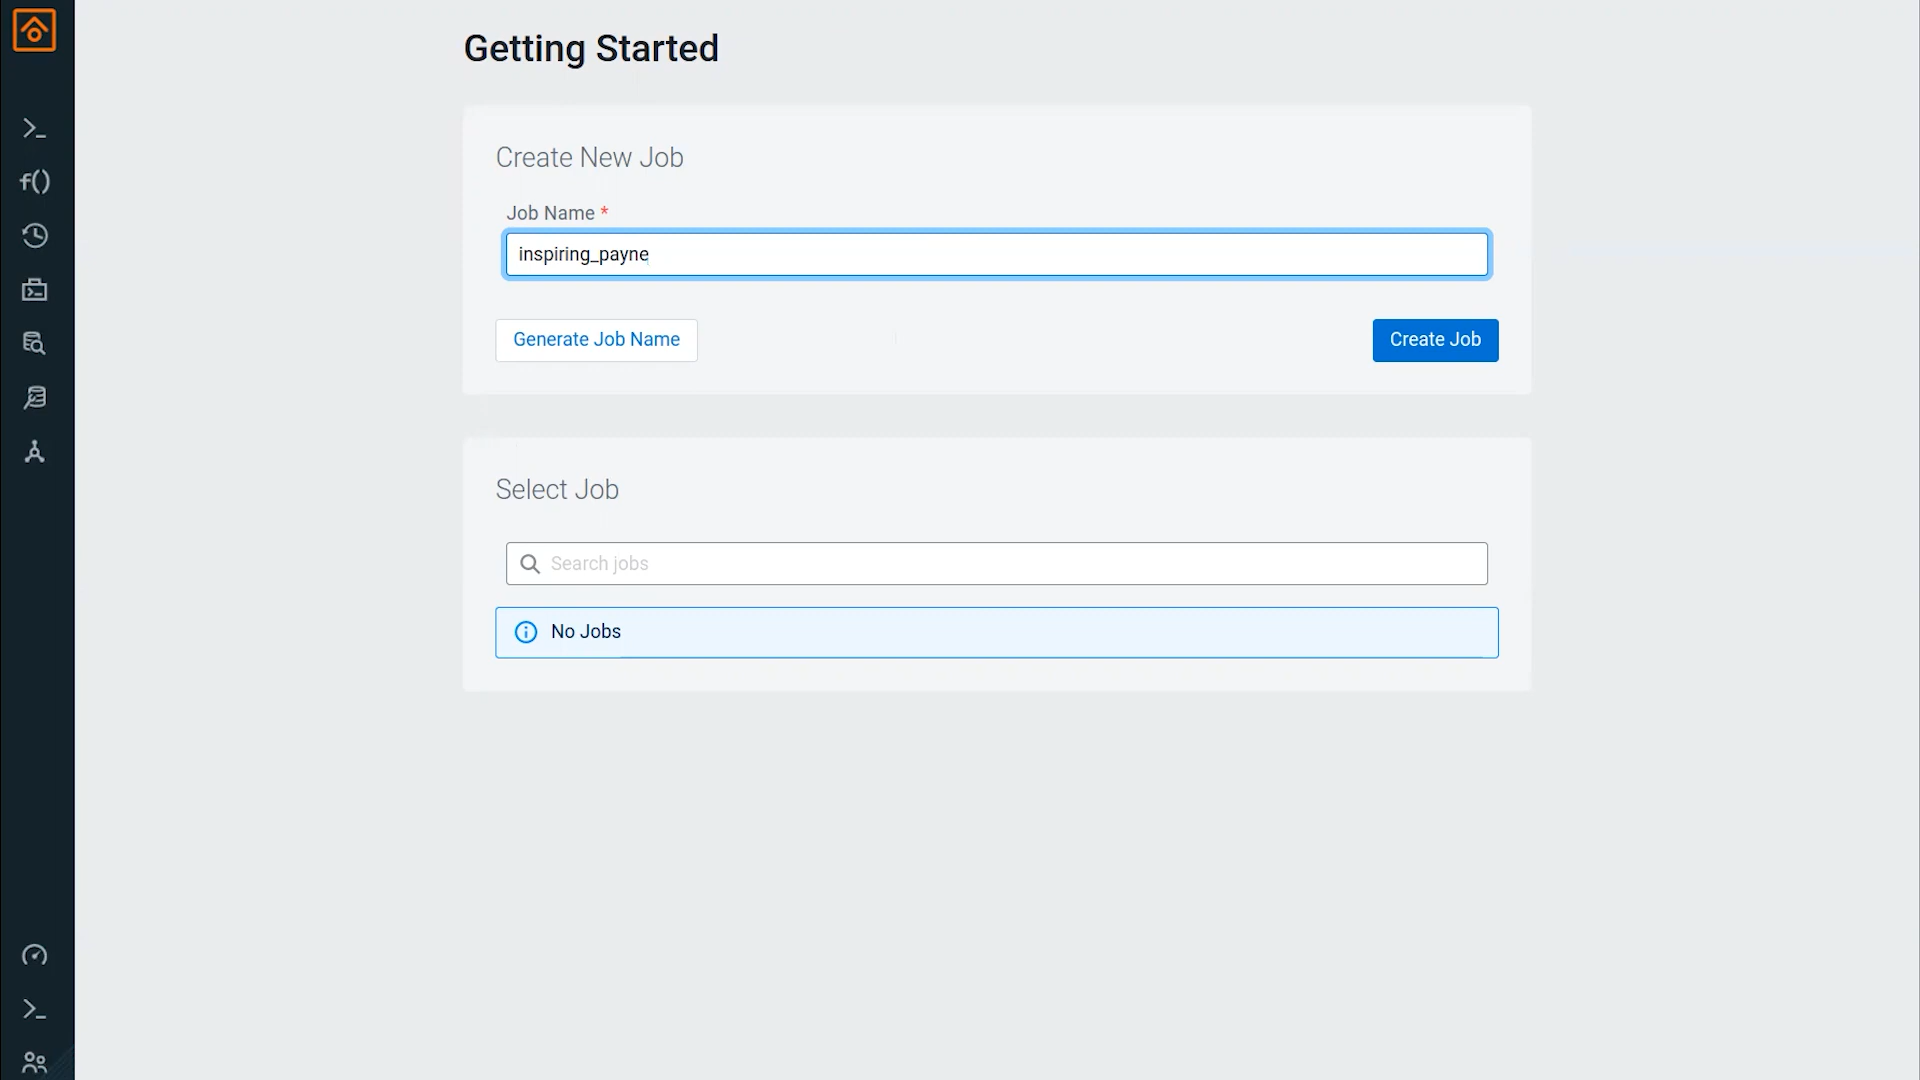 Getting Started
Create New Job
Job Name *
inspiring_payne
Generate Job Name
Create Job
Select Job
Search jobs
No Jobs
>_
f()
>_